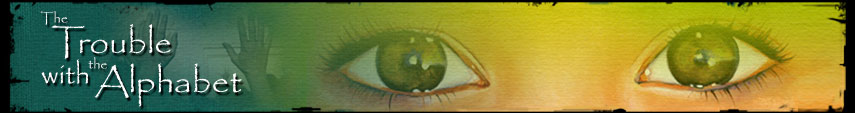 The
Trouble
with the
Alphabet